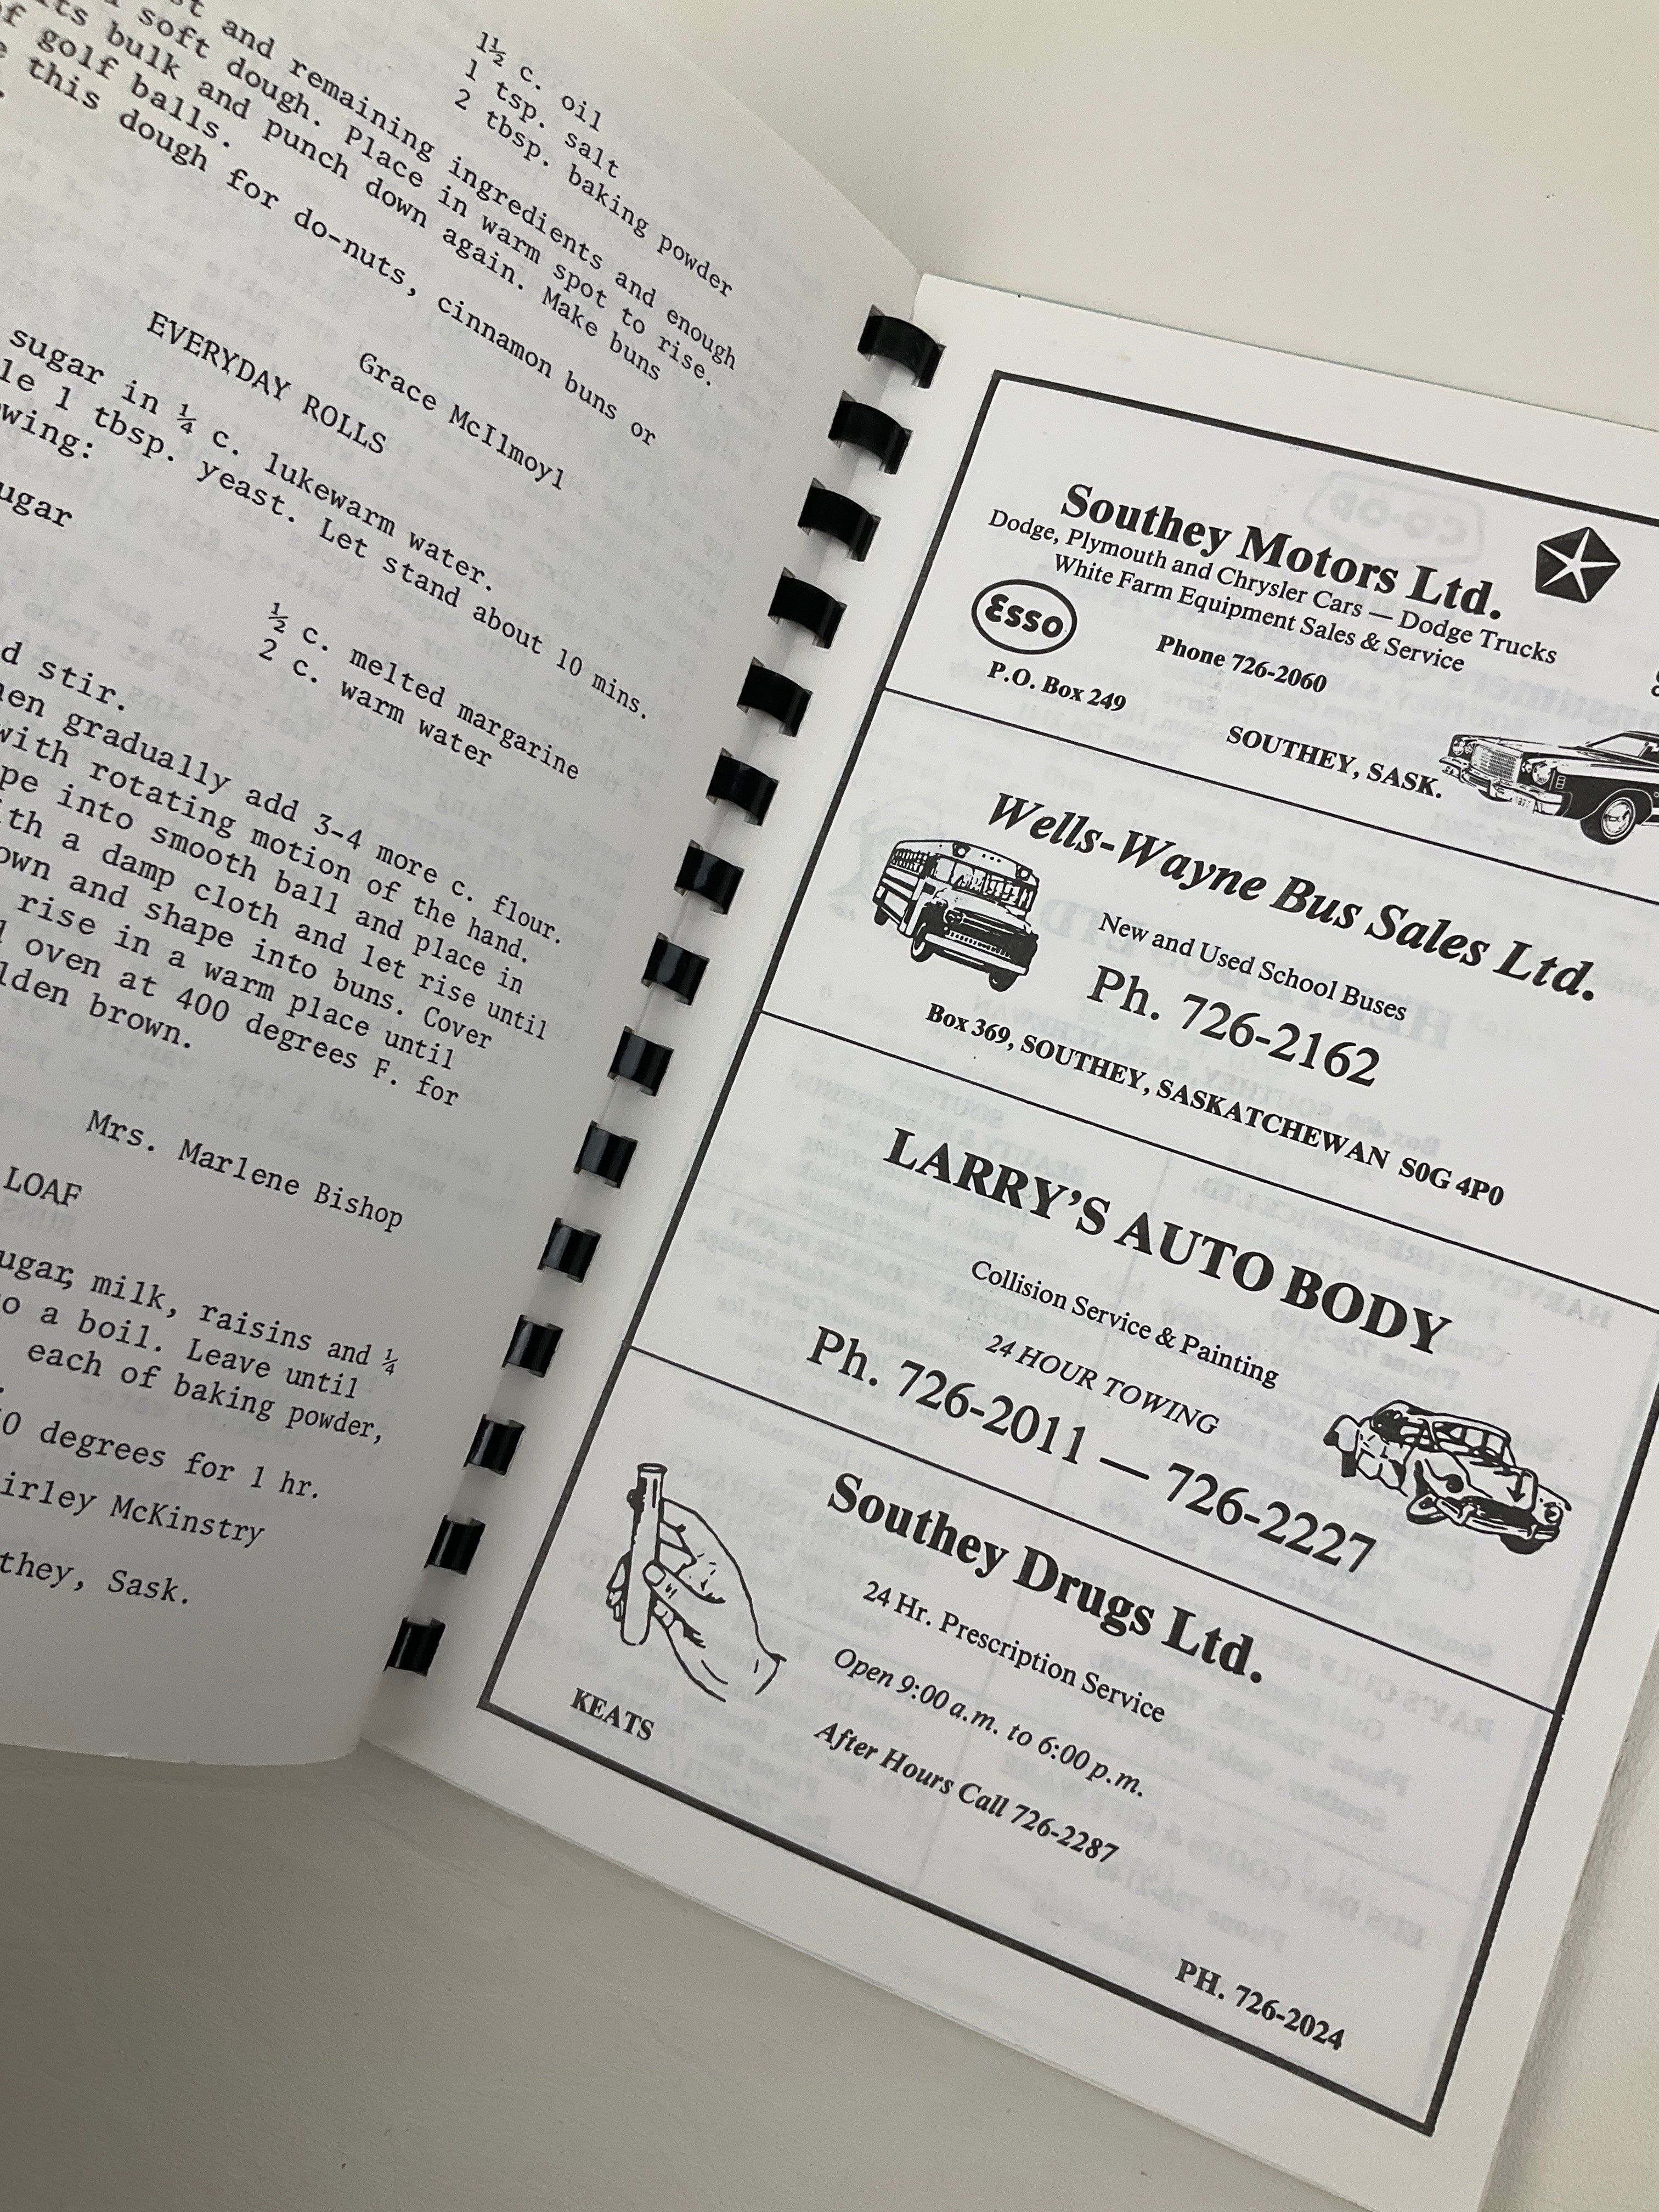 1½ c. oil
1 tsp. salt
2 tbsp. baking powder
and remaining ingredients and enough
soft dough. Place in warm spot to rise.
bulk and punch down again. Make buns
golf balls.
this dough for do-nuts, cinnamon buns or
Grace McIlmoyl
EVERYDAY ROLLS
sugar in ¼ c. lukewarm water.
1 tbsp. yeast. Let stand about 10 mins.
wing:
ugar
½ c. melted margarine
2 c. warm water
d stir.
gradually add 3-4 more c. flour.
with rotating motion of the hand.
pe into smooth ball and place in
ith a damp cloth and let rise until
own and shape into buns. Cover
rise in a warm place until
oven at 400 degrees F. for
lden brown.
Mrs. Marlene Bishop
LOAF
ugar, milk, raisins and ¼
o a boil. Leave until
each of baking powder,
0 degrees for 1 hr.
irley McKinstry
they, Sask.
Southey Motors Ltd.
Dodge, Plymouth and Chrysler Cars — Dodge Trucks
White Farm Equipment Sales & Service
Esso
Phone 726-2060
P.O. Box 249
SOUTHEY, SASK.
Wells-Wayne Bus Sales Ltd.
New and Used School Buses
Ph. 726-2162
Box 369, SOUTHEY, SASKATCHEWAN S0G 4P0
LARRY'S AUTO BODY
Collision Service & Painting
24 HOUR TOWING
Ph. 726-2011 — 726-2227
Southey Drugs Ltd.
24 Hr. Prescription Service
Open 9:00 a.m. to 6:00 p.m.
After Hours Call 726-2287
KEATS
PH. 726-2024